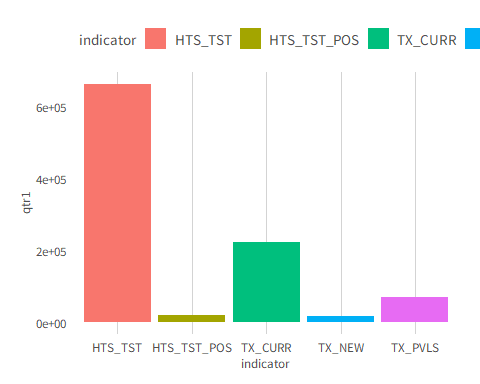 indicator HTS_TST HTS_TST_POS TX_CURR
6e+05
4e+05
2e+05
0e+00
qtr1
HTS_TST HTS_TST_POS TX_CURR TX_NEW TX_PVLS
indicator